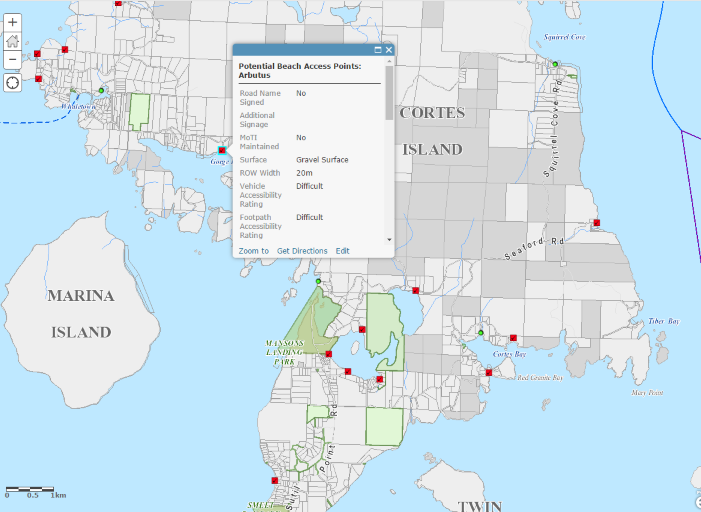 Squirrel Cove
Potential Beach Access Points:
Arbutus
Road Name Signed No
Additional Signage
MoTI Maintained No
Surface Gravel Surface
ROW Width 20m
Vehicle Accessibility Rating Difficult
Footpath Accessibility Rating Difficult
Zoom to Get Directions Edit
Whaletown
Gorge
CORTES
ISLAND
Squirrel Cove Rd
Seaford Rd
MARINA
ISLAND
MANSONS
LANDING
PARK
Tiber Bay
Cortes Bay
Red Granite Bay
Mary Point
Point Rd
SMELT
TWIN
0 0.5 1km